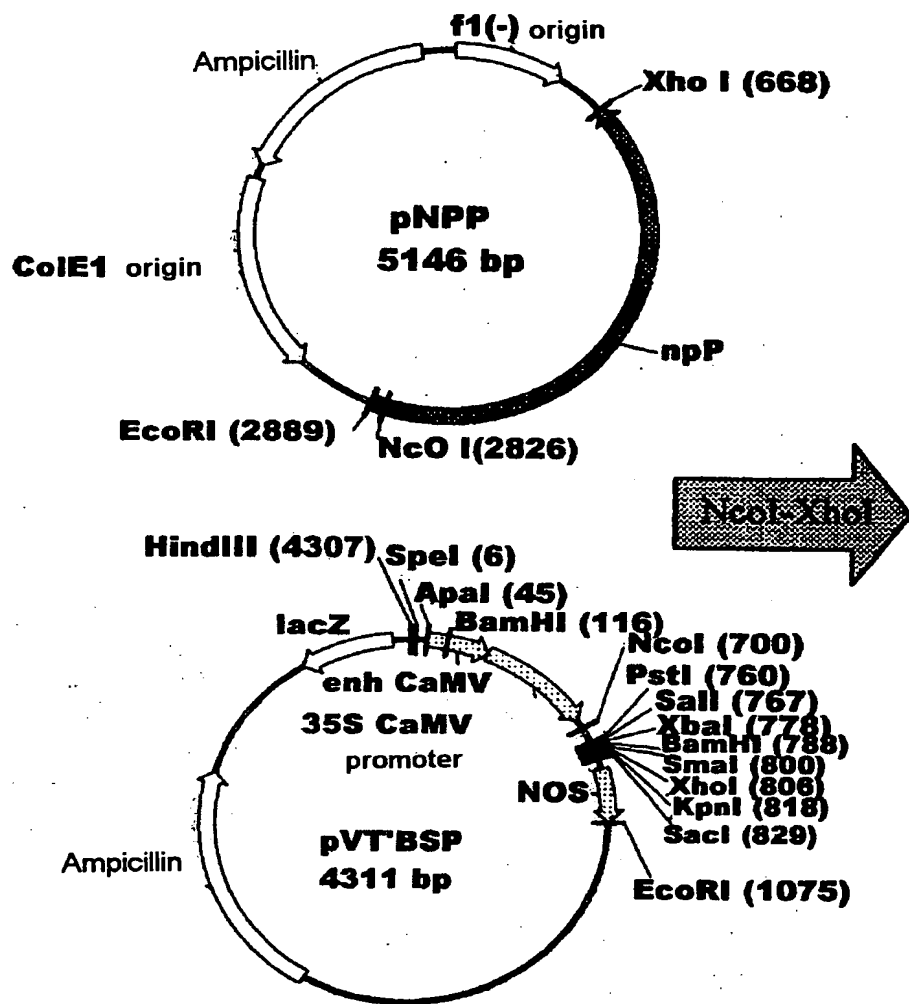 f1(-) origin
Ampicillin
Xho I (668)
pNPP
5146 bp
ColE1 origin
npP
EcoRI (2889)
NcO I(2826)
NcoI-XhoI
HindIII (4307)
SpeI (6)
ApaI (45)
lacZ
BamHI (116)
NcoI (700)
enh CaMV
PstI (760)
SalI (767)
35S CaMV
XbaI (778)
promoter
BamHI (788)
SmaI (800)
NOS
XhoI (806)
KpnI (818)
SacI (829)
pVT'BSP
4311 bp
Ampicillin
EcoRI (1075)